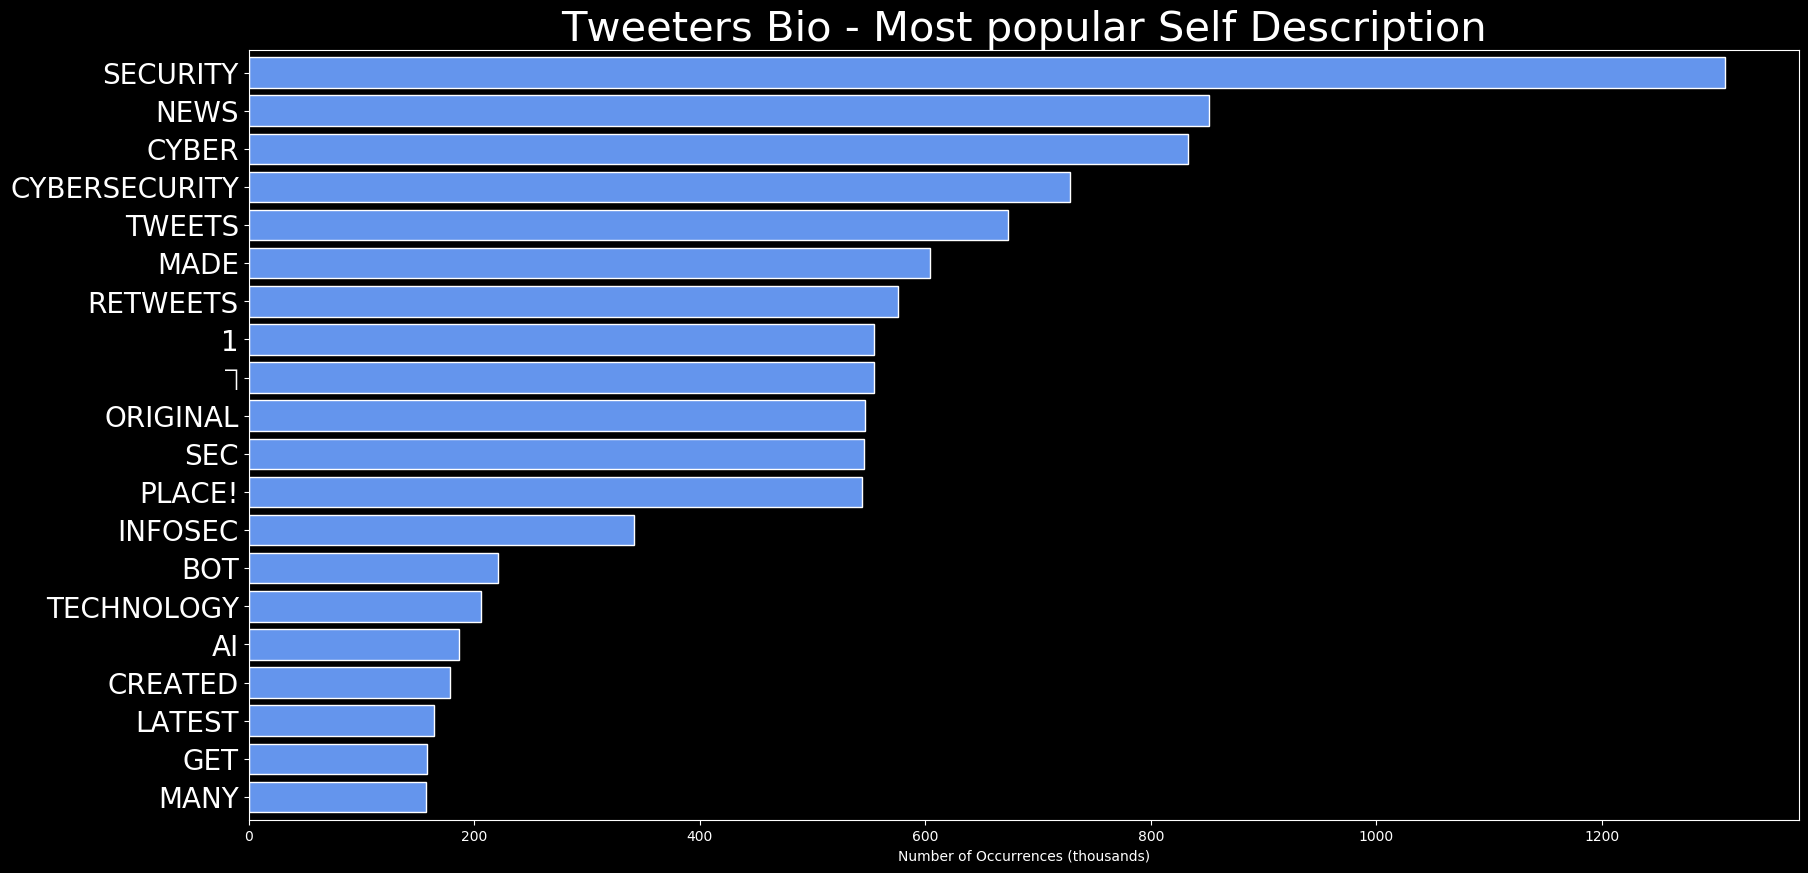 Tweeters Bio - Most popular Self Description
SECURITY
NEWS
CYBER
CYBERSECURITY
TWEETS
MADE
RETWEETS
1
ORIGINAL
SEC
PLACE!
INFOSEC
BOT
TECHNOLOGY
AI
CREATED
LATEST
GET
MANY
0 200 400 600 800 1000 1200
Number of Occurrences (thousands)